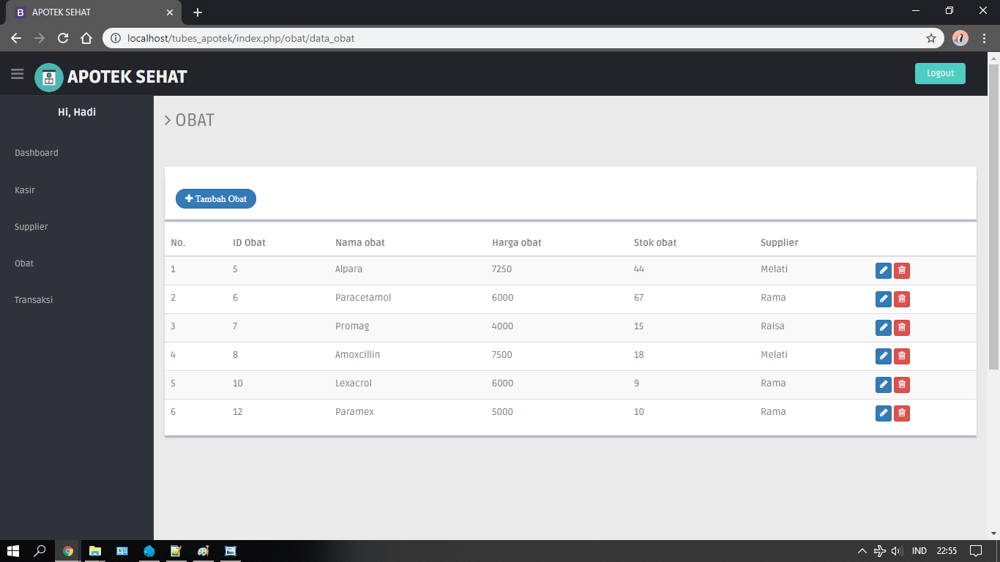 B APOTEK SEHAT
localhost/tubes_apotek/index.php/obat/data_obat
APOTEK SEHAT
Logout
Hi, Hadi
Dashboard
Kasir
Supplier
Obat
Transaksi
> OBAT
Tambah Obat
No. ID Obat Nama obat Harga obat Stok obat Supplier
1 5 Alpara 7250 44 Melati
2 6 Paracetamol 6000 67 Rama
3 7 Promag 4000 15 Raisa
4 8 Amoxcillin 7500 18 Melati
5 10 Lexacrol 6000 9 Rama
6 12 Paramex 5000 10 Rama
IND 22:55